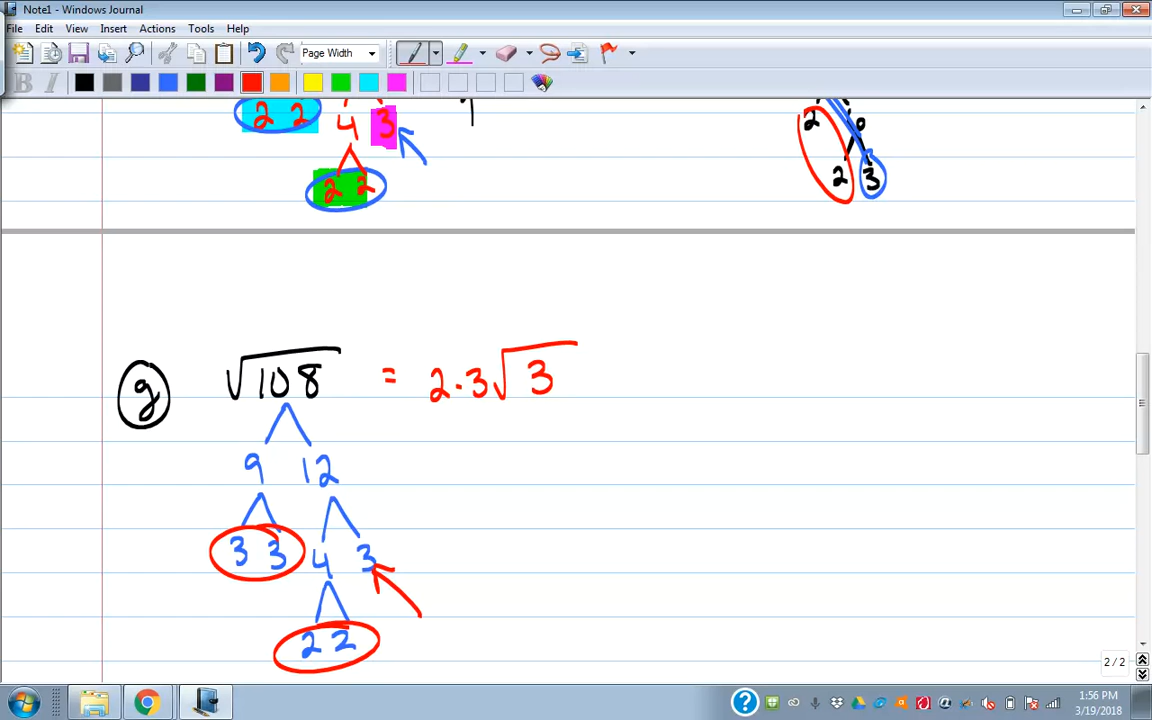 Note1 - Windows Journal
File Edit View Insert Actions Tools Help
Page Width
B I
2 2 4 3
2 2
2
2 3
g √108 = 2·3√3
9 12
3 3 4 3
2 2
2/2
1:56 PM
3/19/2018